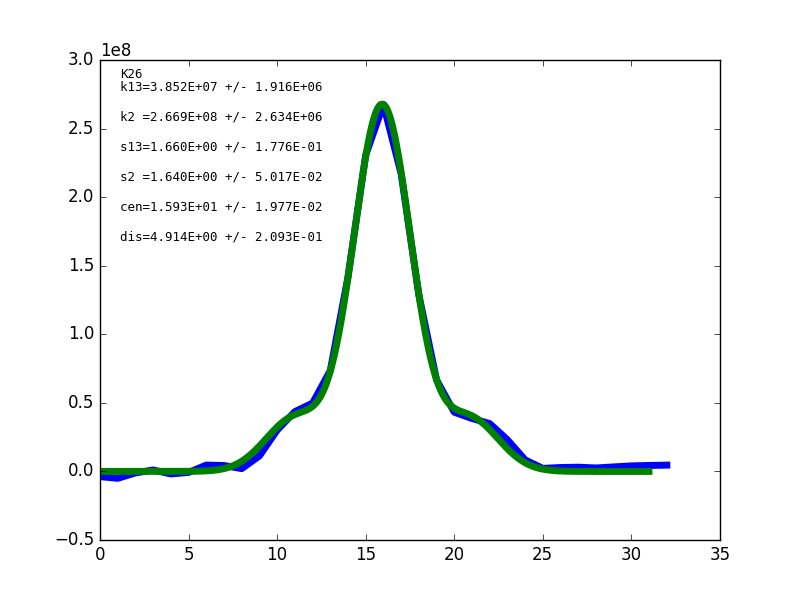 1e8
3.0
K26
k13=3.852E+07 +/- 1.916E+06
k2 =2.669E+08 +/- 2.634E+06
2.5
s13=1.660E+00 +/- 1.776E-01
s2 =1.640E+00 +/- 5.017E-02
2.0
cen=1.593E+01 +/- 1.977E-02
dis=4.914E+00 +/- 2.093E-01
1.5
1.0
0.5
0.0
−0.5
0 5 10 15 20 25 30 35